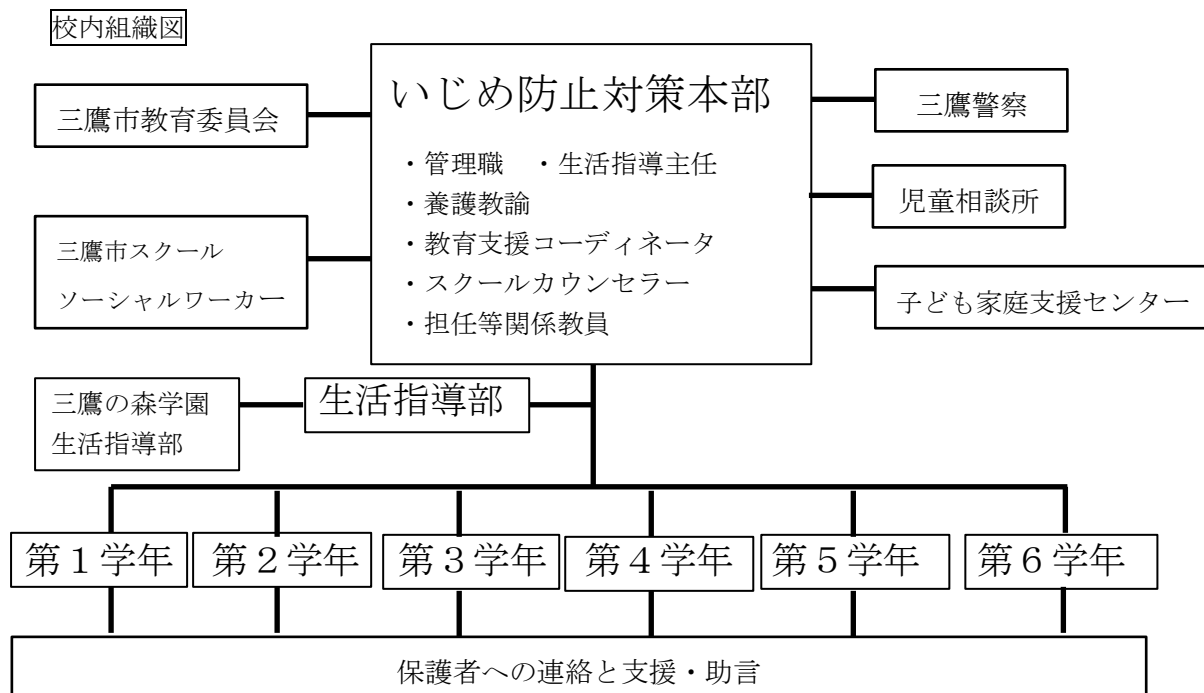 校内組織図
いじめ防止対策本部
・管理職　・生活指導主任
・養護教諭
・教育支援コーディネータ
・スクールカウンセラー
・担任等関係教員
三鷹市教育委員会
三鷹市スクール
ソーシャルワーカー
三鷹警察
児童相談所
子ども家庭支援センター
三鷹の森学園
生活指導部
生活指導部
第１学年
第２学年
第３学年
第４学年
第５学年
第６学年
保護者への連絡と支援・助言